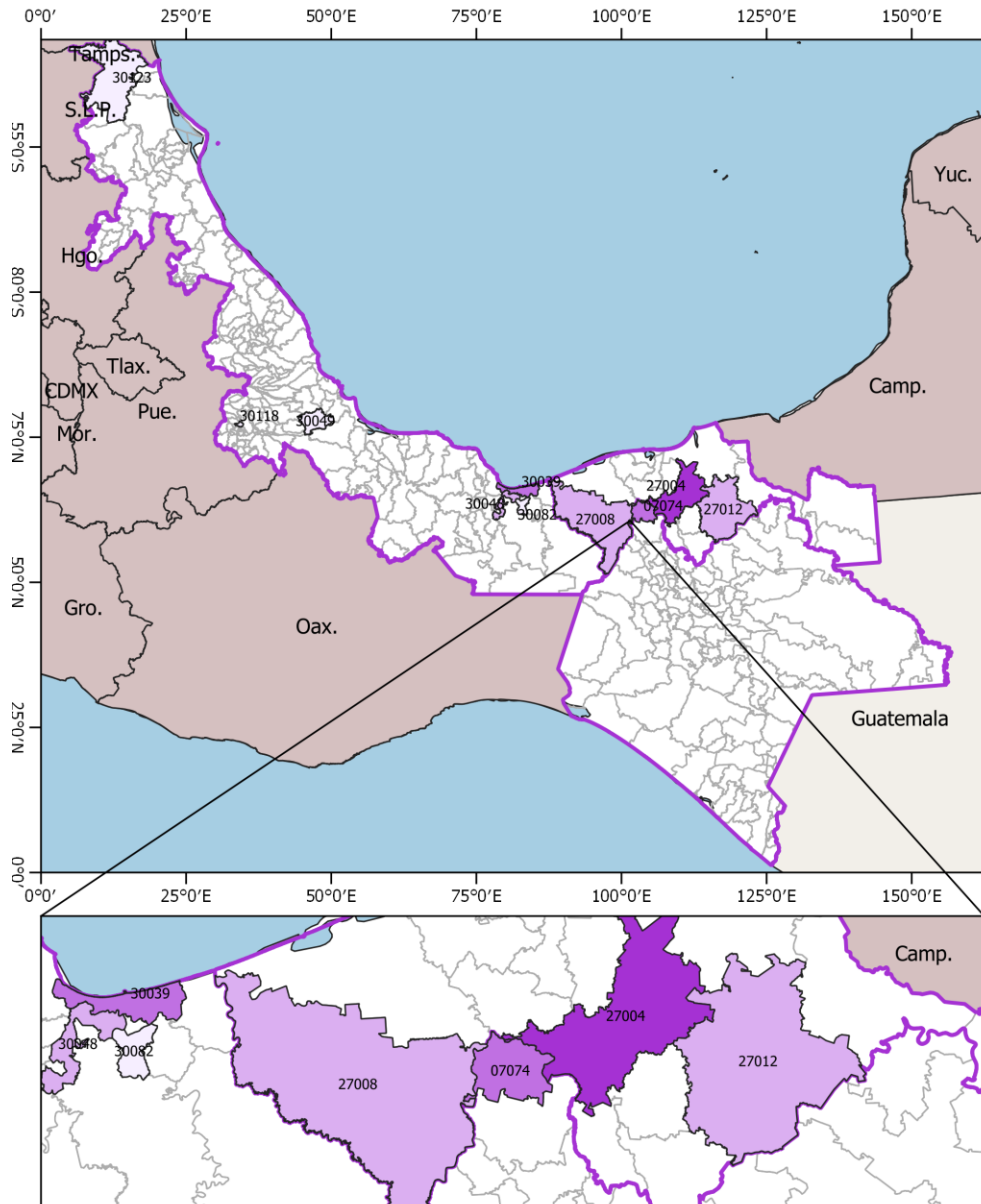 0°0' 25°0'E 50°0'E 75°0'E 100°0'E 125°0'E 150°0'E
Tamps.
30123
S.L.P.
55°0'S
Yuc.
Hgo.
80°0'S
Tlax.
CDMX
Camp.
Pue.
30118
30049
75°0'N
Mor.
30039
27004
30048
07074
27012
30082
27008
50°0'N
Gro.
Oax.
Guatemala
25°0'N
0°0'
0°0' 25°0'E 50°0'E 75°0'E 100°0'E 125°0'E 150°0'E
Camp.
30039
27004
30048
30082
27012
07074
27008